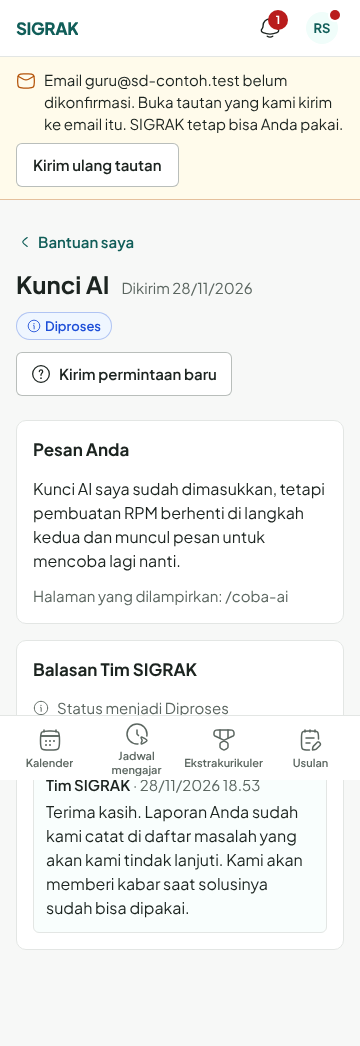 SIGRAK
1
RS
Email guru@sd-contoh.test belum
dikonfirmasi. Buka tautan yang kami kirim
ke email itu. SIGRAK tetap bisa Anda pakai.
Kirim ulang tautan
Bantuan saya
Kunci AI Dikirim 28/11/2026
Diproses
Kirim permintaan baru
Pesan Anda
Kunci AI saya sudah dimasukkan, tetapi
pembuatan RPM berhenti di langkah
kedua dan muncul pesan untuk
mencoba lagi nanti.
Halaman yang dilampirkan: /coba-ai
Balasan Tim SIGRAK
Status menjadi Diproses
Kalender
Jadwal
mengajar
Ekstrakurikuler
Usulan
Tim SIGRAK · 28/11/2026 18.53
Terima kasih. Laporan Anda sudah
kami catat di daftar masalah yang
akan kami tindak lanjuti. Kami akan
memberi kabar saat solusinya
sudah bisa dipakai.